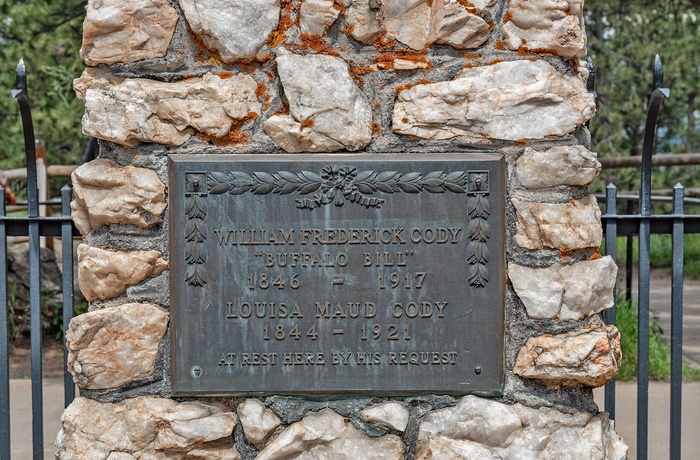 WILLIAM FREDERICK CODY
"BUFFALO BILL"
1846 - 1917
LOUISA MAUD CODY
1844 - 1921
AT REST HERE BY HIS REQUEST